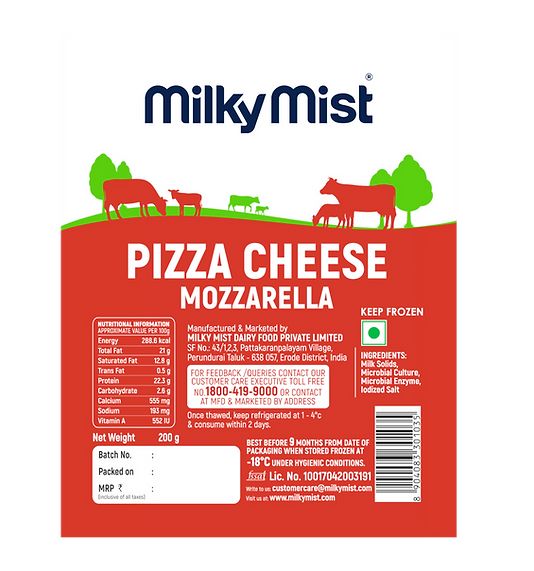 Milky Mist®
PIZZA CHEESE
MOZZARELLA
KEEP FROZEN
NUTRITIONAL INFORMATION
APPROXIMATE VALUE PER 100g
Energy 288.6 kcal
Total Fat 21 g
Saturated Fat 12.8 g
Trans Fat 0.5 g
Protein 22.3 g
Carbohydrate 2.6 g
Calcium 555 mg
Sodium 193 mg
Vitamin A 552 IU
Net Weight 200 g
Manufactured & Marketed by
MILKY MIST DAIRY FOOD PRIVATE LIMITED
SF No.: 43/1,2,3, Pattakaranpalayam Village,
Perundurai Taluk - 638 057, Erode District, India
FOR FEEDBACK /QUERIES CONTACT OUR
CUSTOMER CARE EXECUTIVE TOLL FREE
NO.1800-419-9000 OR CONTACT
AT MFD & MARKETED BY ADDRESS
Once thawed, keep refrigerated at 1 - 4°c
& consume within 2 days.
INGREDIENTS:
Milk Solids,
Microbial Culture,
Microbial Enzyme,
Iodized Salt
Batch No. :
Packed on :
MRP ₹ :
(Inclusive of all taxes)
BEST BEFORE 9 MONTHS FROM DATE OF
PACKAGING WHEN STORED FROZEN AT
-18°C UNDER HYGIENIC CONDITIONS.
fssai Lic. No. 10017042003191
Write to us: customercare@milkymist.com
Visit us at: www.milkymist.com
8 904083 301035